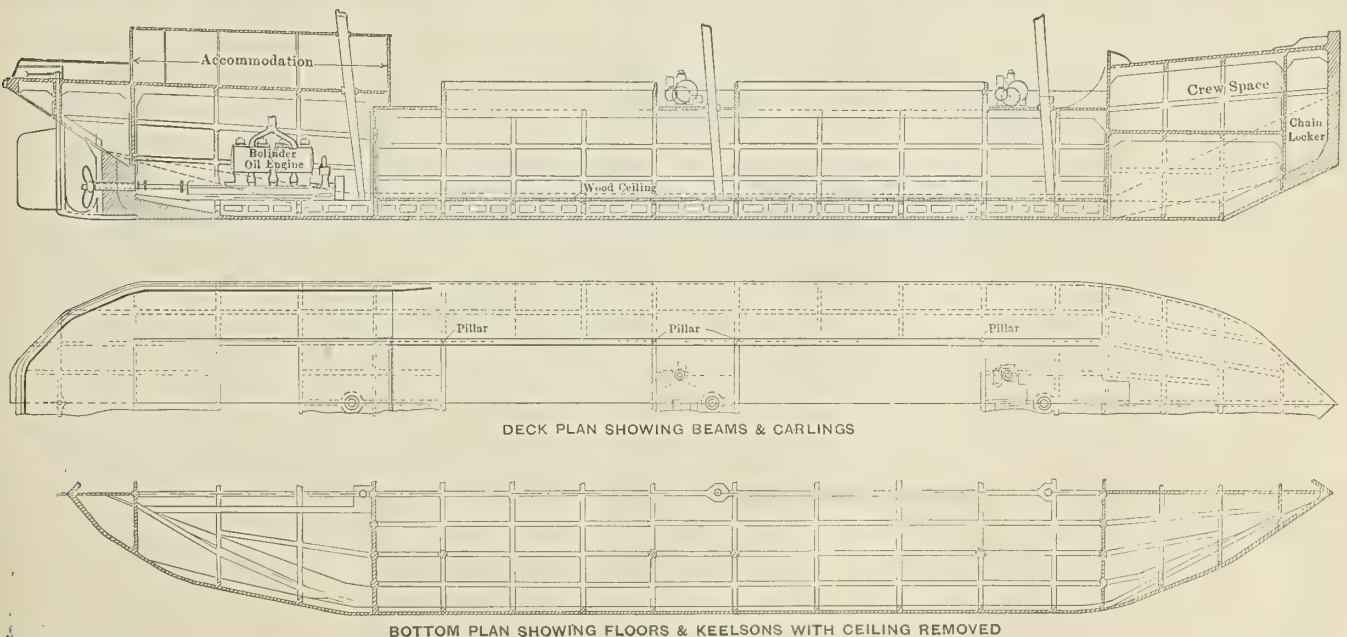 Accommodation
Bolinder
Oil Engine
Wood Ceiling
Crew Space
Chain
Locker
Pillar
Pillar
Pillar
DECK PLAN SHOWING BEAMS & CARLINGS
BOTTOM PLAN SHOWING FLOORS & KEELSONS WITH CEILING REMOVED